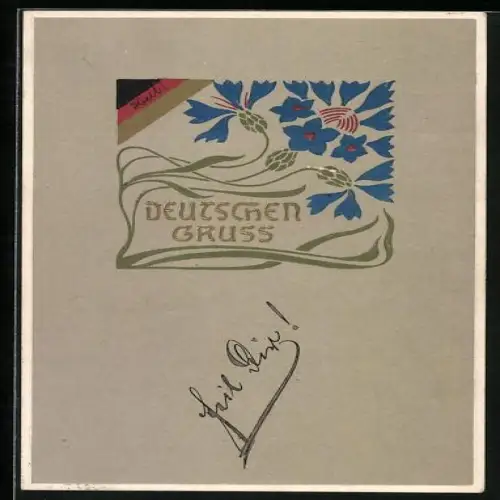 DEUTSCHEN
GRUSS
Heil Dir!